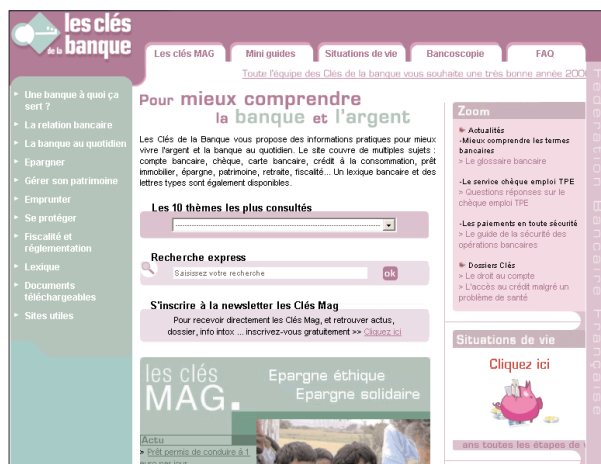 les clés
de la banque
Les clés MAG
Mini guides
Situations de vie
Bancoscopie
FAQ
Toute l'équipe des Clés de la banque vous souhaite une très bonne année
Une banque à quoi ça
sert ?
La relation bancaire
La banque au quotidien
Epargner
Gérer son patrimoine
Emprunter
Se protéger
Fiscalité et
réglementation
Lexique
Documents
téléchargeables
Sites utiles
Pour mieux comprendre
la banque et l'argent
Les Clés de la Banque vous propose des informations pratiques pour mieux
vivre l'argent et la banque au quotidien. Le site couvre de multiples sujets :
compte bancaire, chèque, carte bancaire, crédit à la consommation, prêt
immobilier, épargne, patrimoine, retraite, fiscalité... Un lexique bancaire et des
lettres types sont également disponibles.
Les 10 thèmes les plus consultés
Recherche express
Saisissez votre recherche
ok
S'inscrire à la newsletter les Clés Mag
Pour recevoir directement les Clés Mag, et retrouver actus,
dossier, info intox ... inscrivez-vous gratuitement >> Cliquez ici
les clés
MAG.
Epargne éthique
Epargne solidaire
Actu
> Prêt permis de conduire à 1
euro par jour
Zoom
Actualités
-Mieux comprendre les termes
bancaires
> Le glossaire bancaire
-Le service chèque emploi TPE
> Questions réponses sur le
chèque emploi TPE
-Les paiements en toute sécurité
> Le guide de la sécurité des
opérations bancaires
Dossiers Clés
> Le droit au compte
> L'accès au crédit malgré un
problème de santé
Situations de vie
Cliquez ici
ans toutes les étapes de
Fédération Bancaire Française